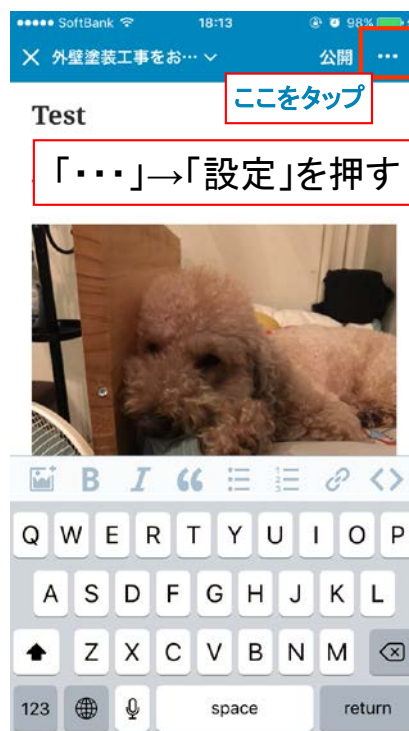 SoftBank 18:13 98%
外壁塗装工事をお… 公開 …
ここをタップ
Test
「・・・」→「設定」を押す
B I
Q W E R T Y U I O P
A S D F G H J K L
Z X C V B N M
123 space return